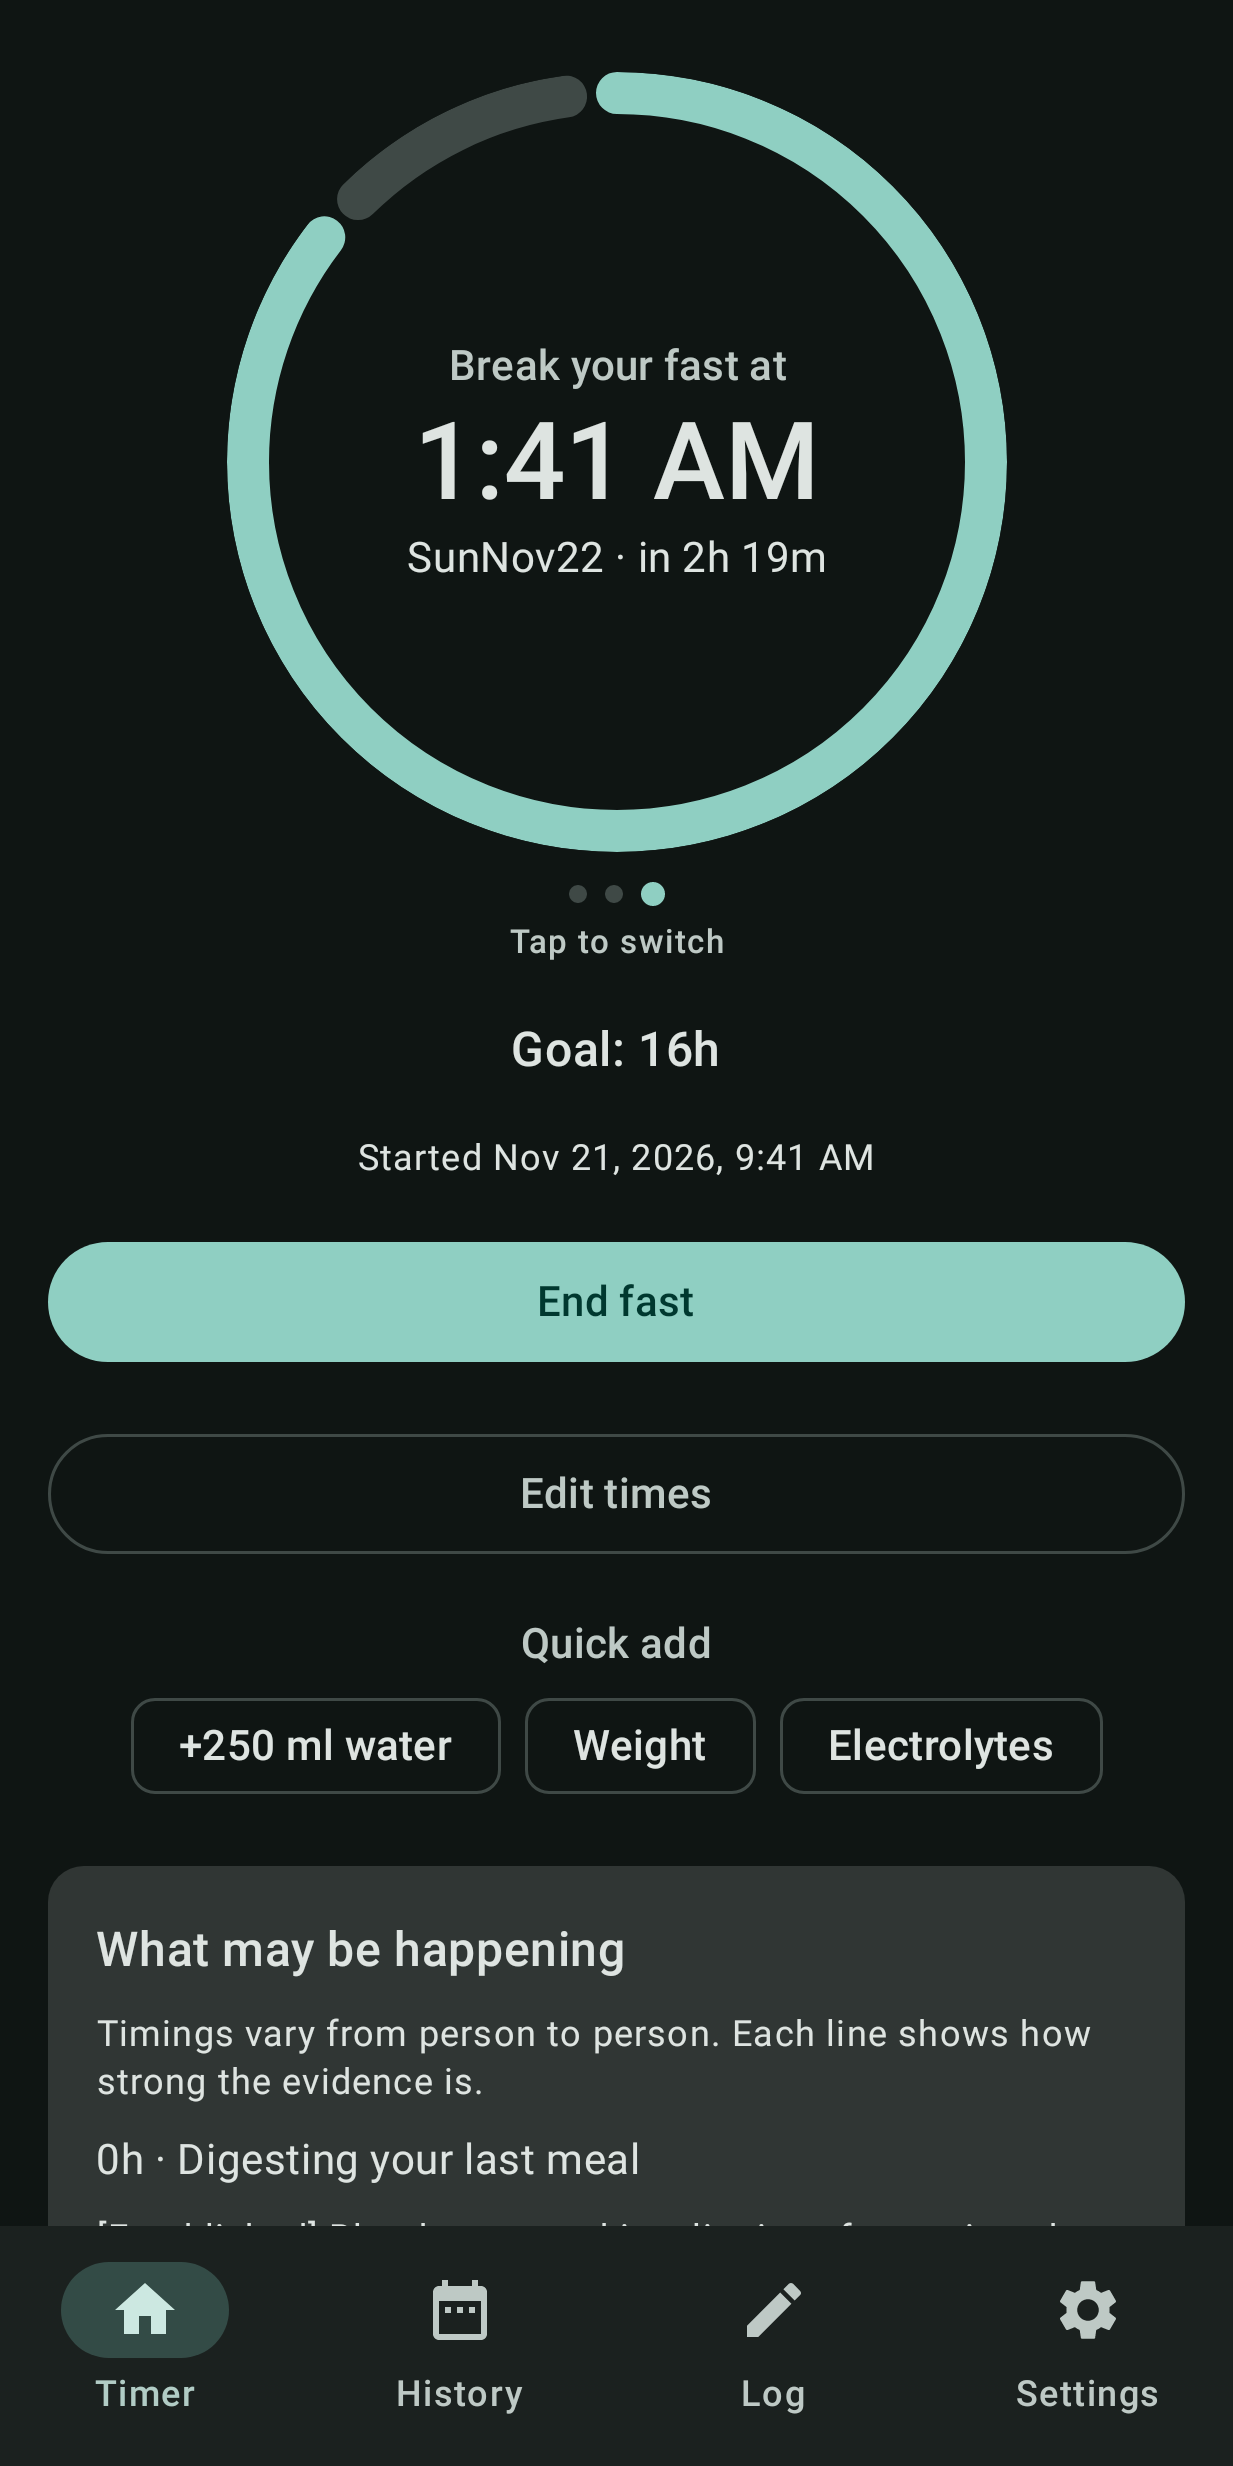 Break your fast at
1:41 AM
SunNov22 · in 2h 19m
Tap to switch
Goal: 16h
Started Nov 21, 2026, 9:41 AM
End fast
Edit times
Quick add
+250 ml water
Weight
Electrolytes
What may be happening
Timings vary from person to person. Each line shows how
strong the evidence is.
0h · Digesting your last meal
Timer
History
Log
Settings